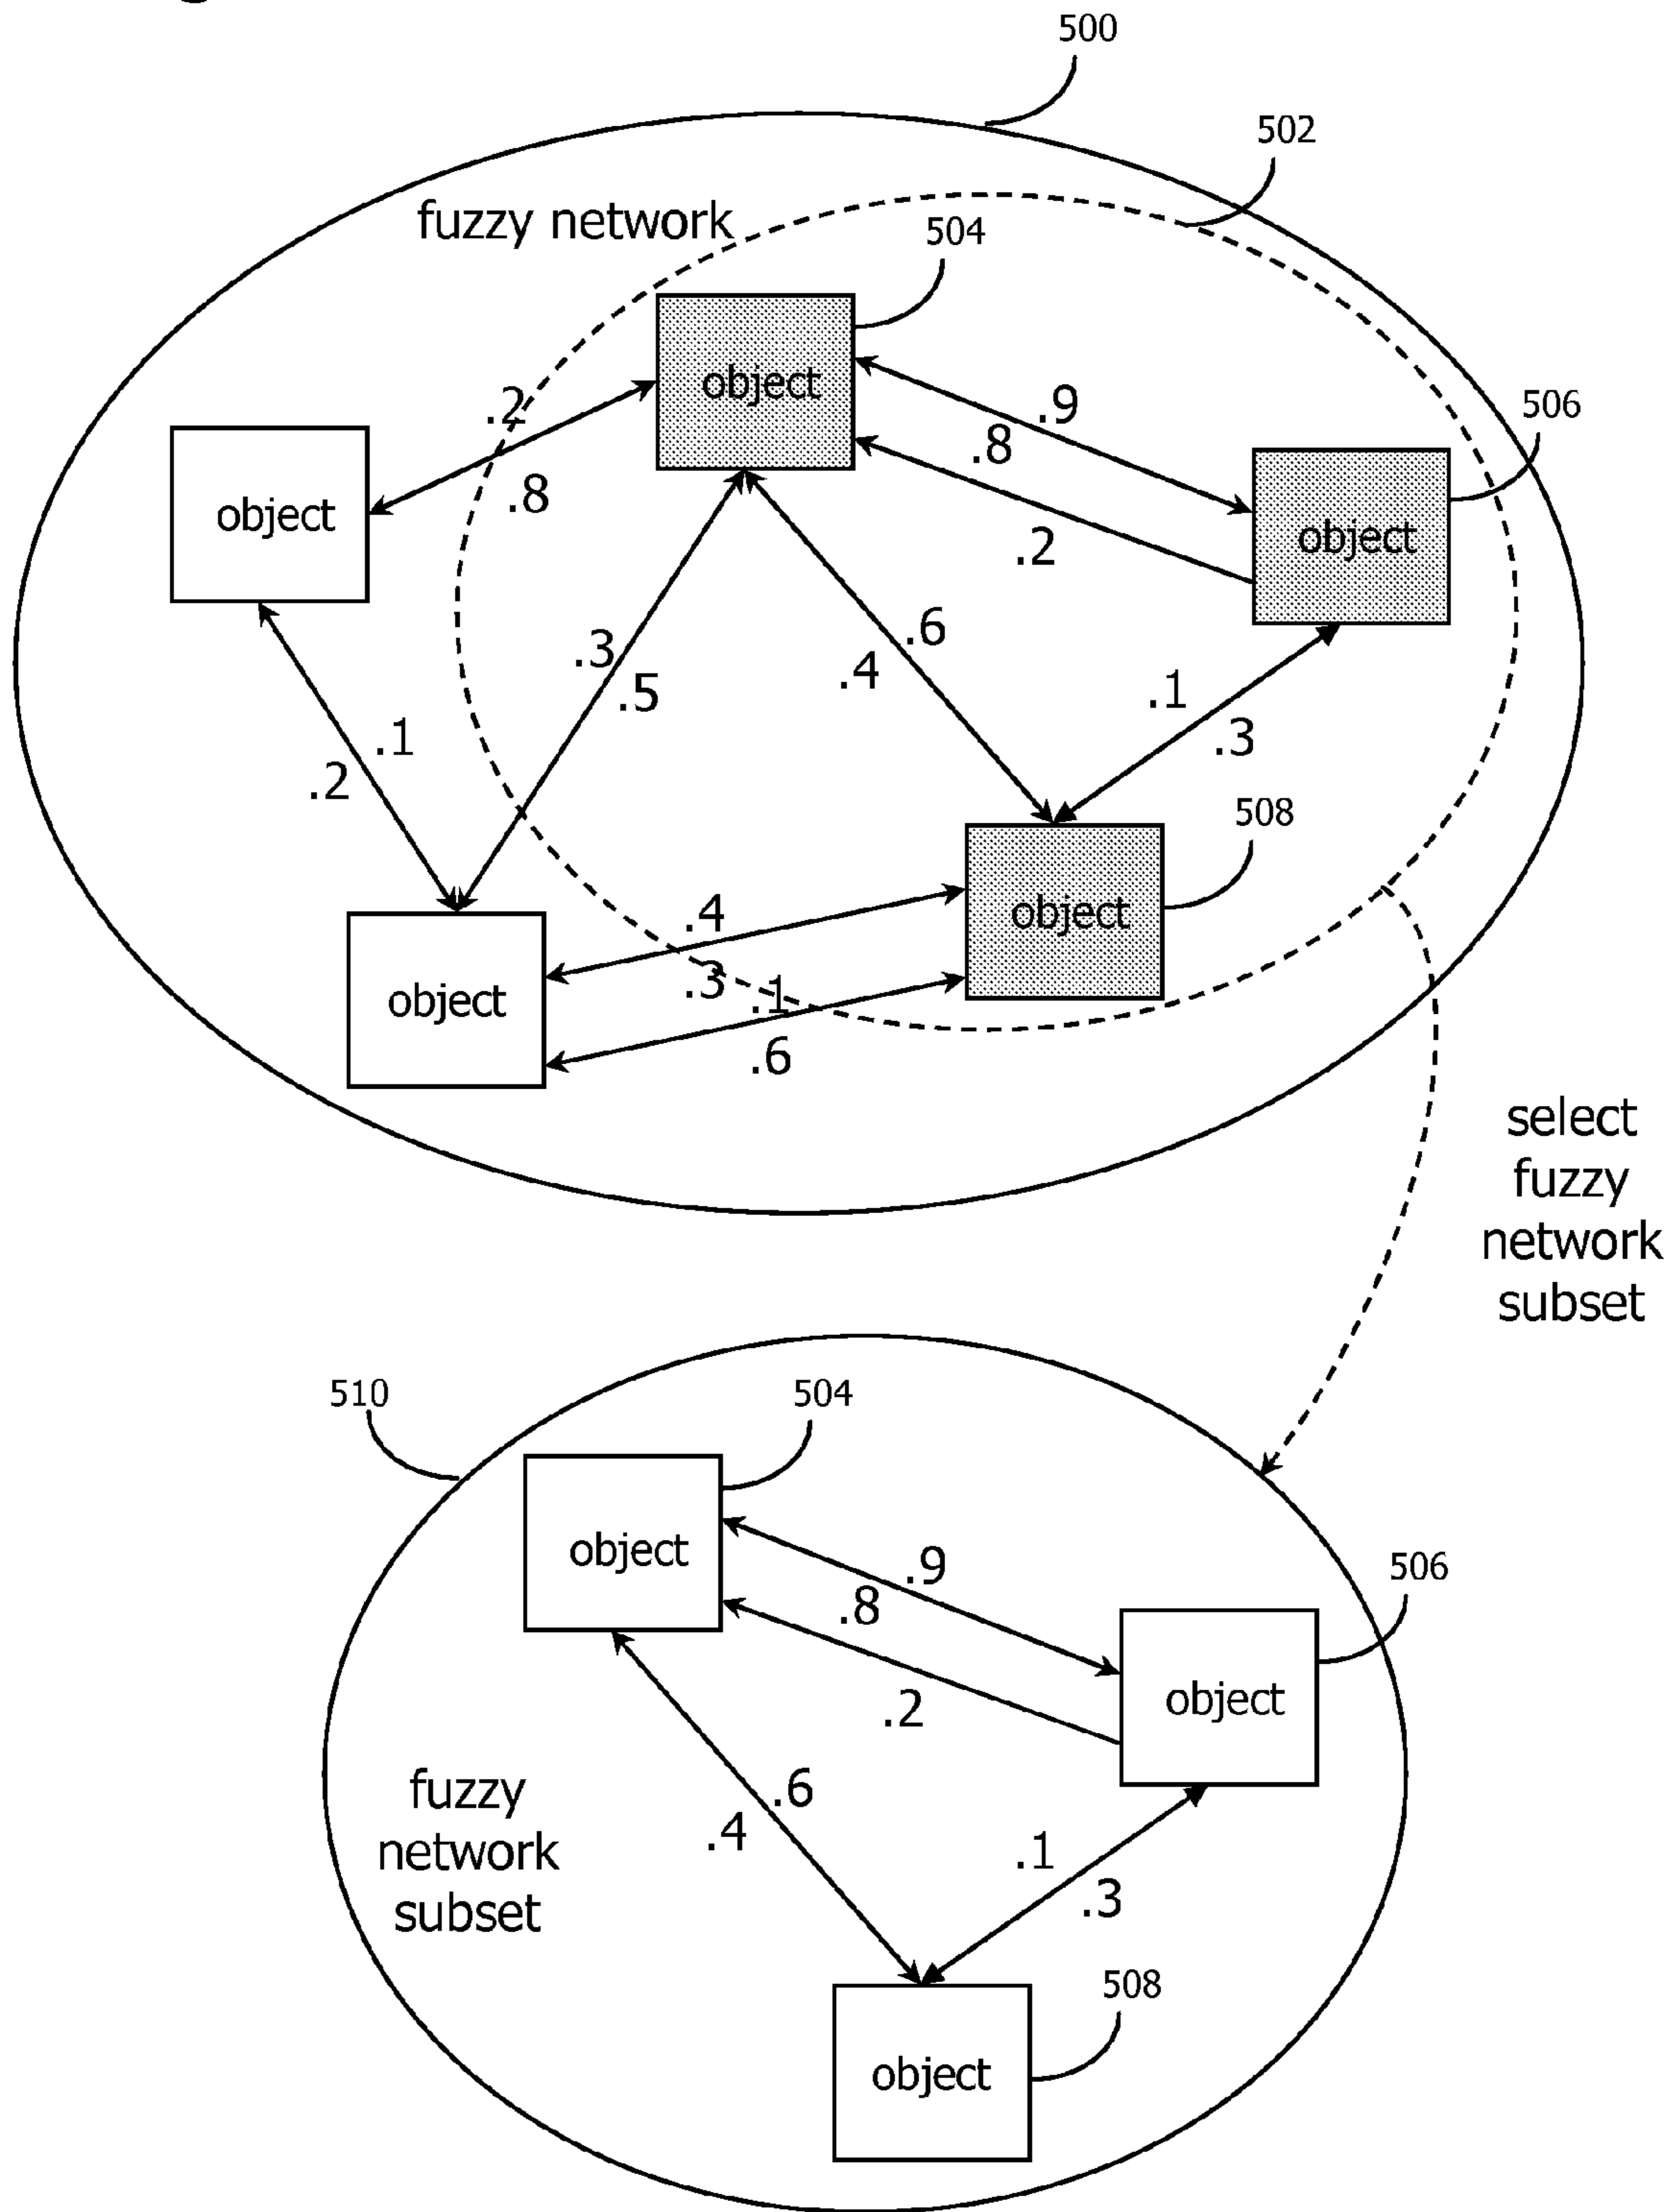 500
502
fuzzy network
504
object
.2
.9
506
.8
.8
object
object
.2
.6
.3
.4
.5
.1
.1
.3
.2
508
.4
object
.3
.1
object
.6
select
fuzzy
network
subset
510
504
object
.9
506
.8
object
.2
fuzzy
network
subset
.6
.4
.1
.3
508
object